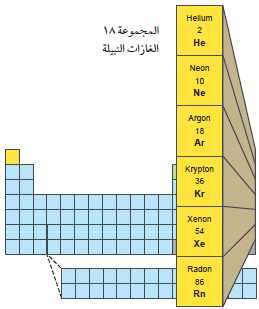 المجموعة ١٨
الغازات النبيلة
Helium
2
He
Neon
10
Ne
Argon
18
Ar
Krypton
36
Kr
Xenon
54
Xe
Radon
86
Rn